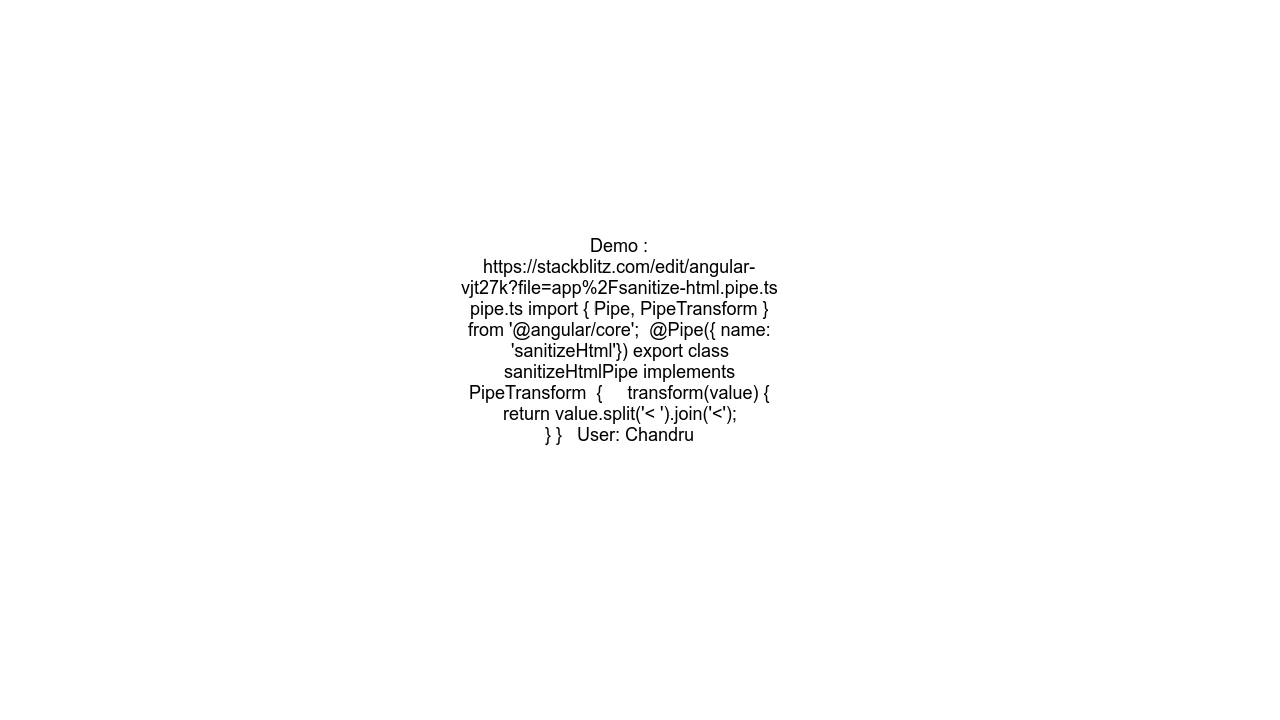 Demo :
https://stackblitz.com/edit/angular-
vjt27k?file=app%2Fsanitize-html.pipe.ts
pipe.ts import { Pipe, PipeTransform }
from '@angular/core';  @Pipe({ name:
'sanitizeHtml'}) export class
sanitizeHtmlPipe implements
PipeTransform  {     transform(value) {
return value.split('< ').join('<');
} }   User: Chandru